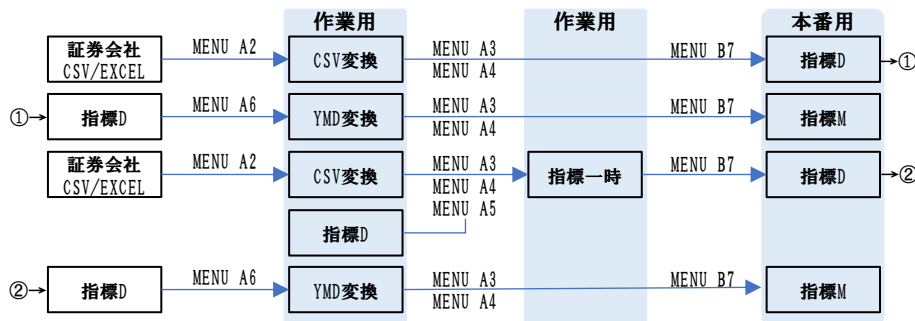 作業用
作業用
本番用
証券会社
CSV/EXCEL
MENU A2
CSV変換
MENU A3
MENU A4
MENU B7
指標D
→①
①→
指標D
MENU A6
YMD変換
MENU A3
MENU A4
MENU B7
指標M
証券会社
CSV/EXCEL
MENU A2
CSV変換
MENU A3
MENU A4
MENU A5
指標一時
MENU B7
指標D
→②
指標D
②→
指標D
MENU A6
YMD変換
MENU A3
MENU A4
MENU B7
指標M